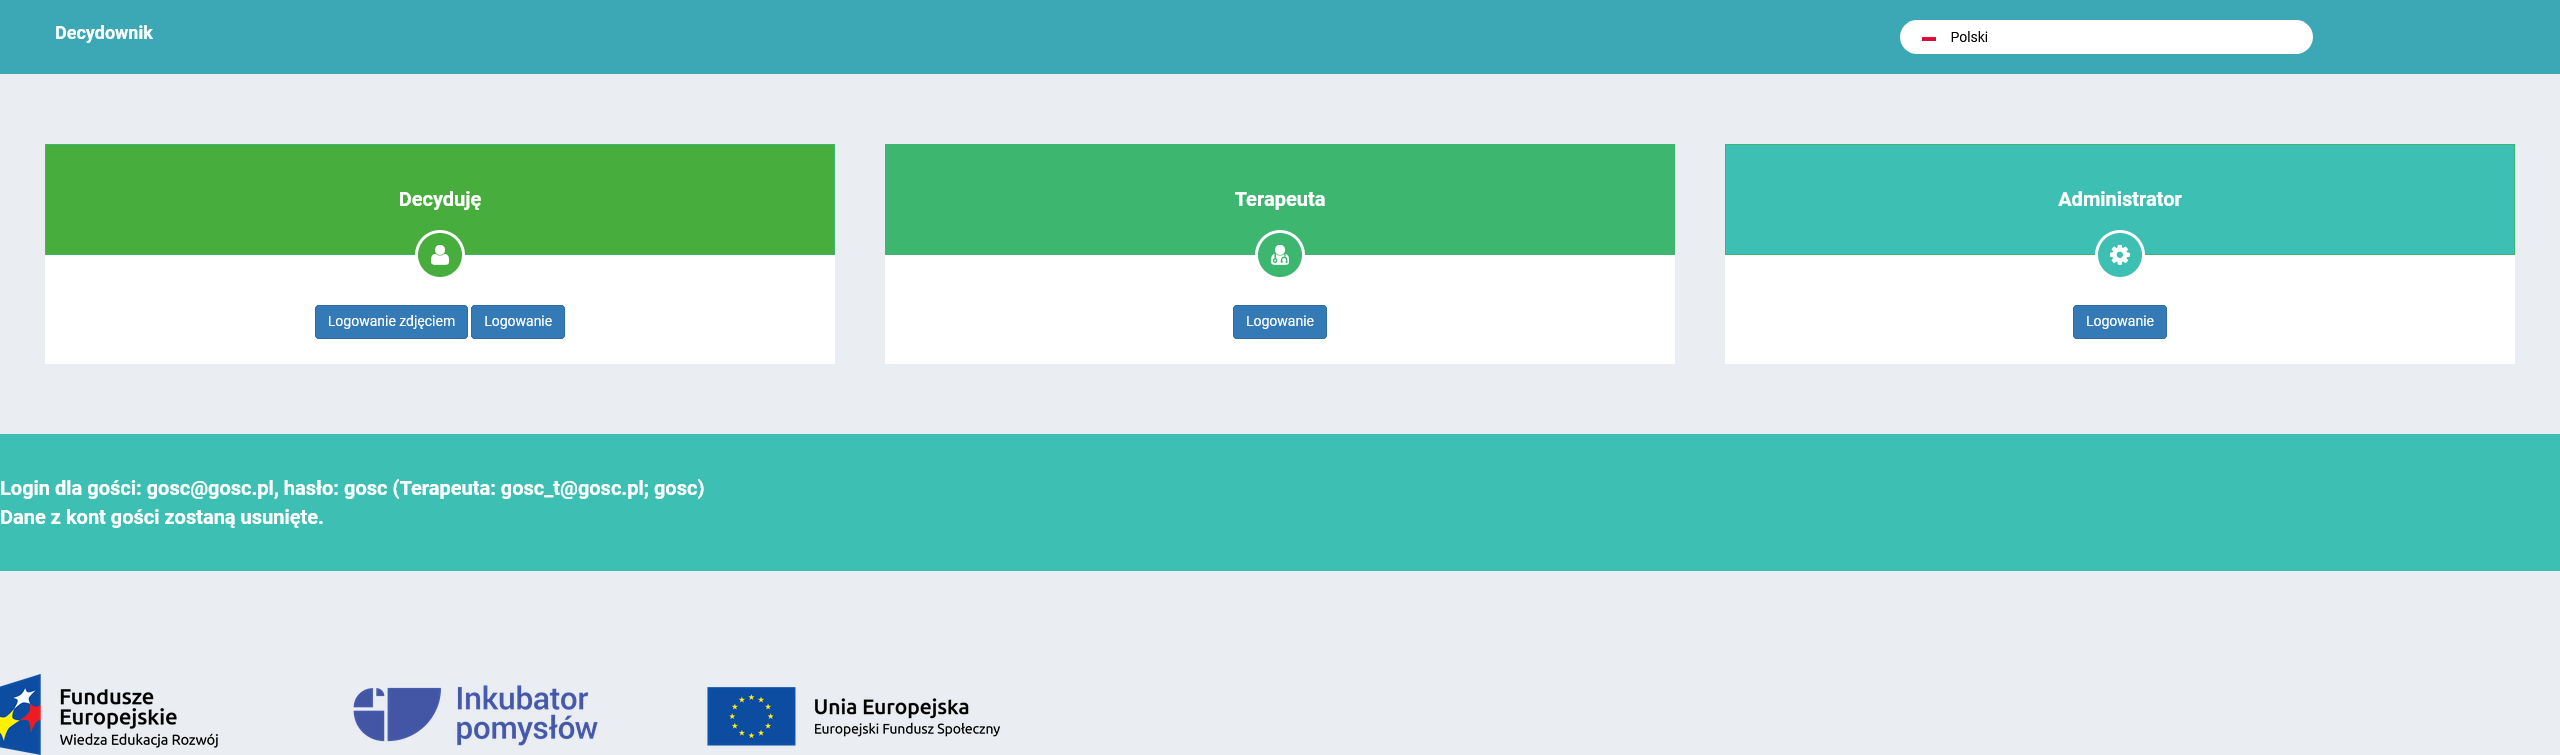 Decydownik
Polski
Decyduję
Terapeuta
Administrator
Logowanie zdjęciem
Logowanie
Logowanie
Logowanie
Login dla gości: gosc@gosc.pl, hasło: gosc (Terapeuta: gosc_t@gosc.pl; gosc)
Dane z kont gości zostaną usunięte.
Fundusze
Europejskie
Wiedza Edukacja Rozwój
Inkubator
pomysłów
Unia Europejska
Europejski Fundusz Społeczny